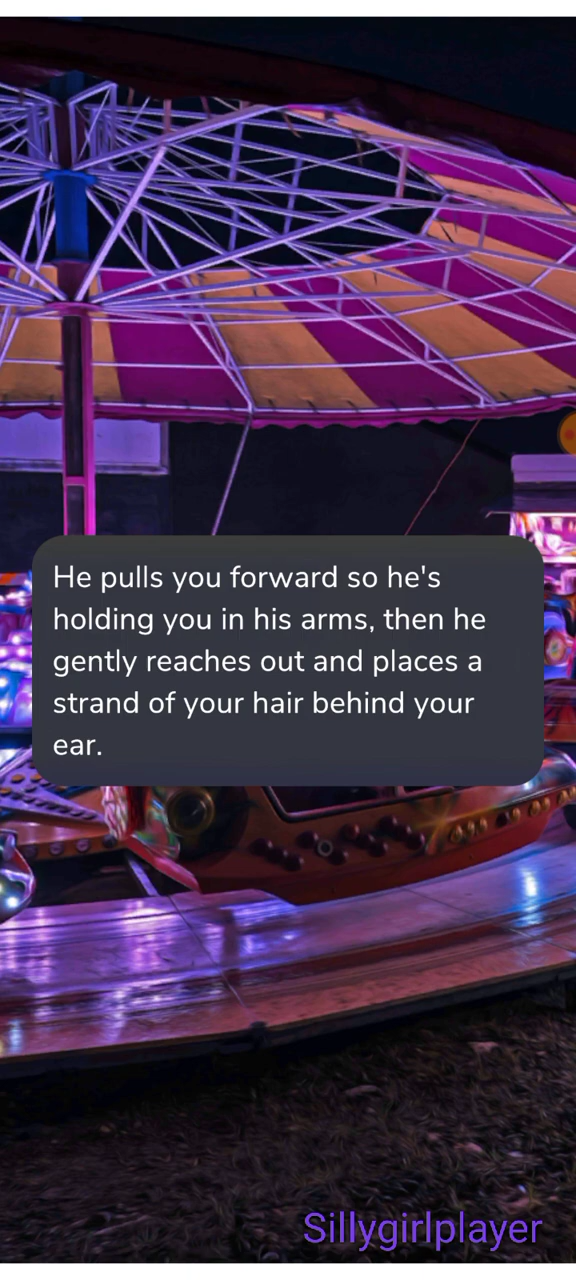 He pulls you forward so he's
holding you in his arms, then he
gently reaches out and places a
strand of your hair behind your
ear.
Sillygirlplayer